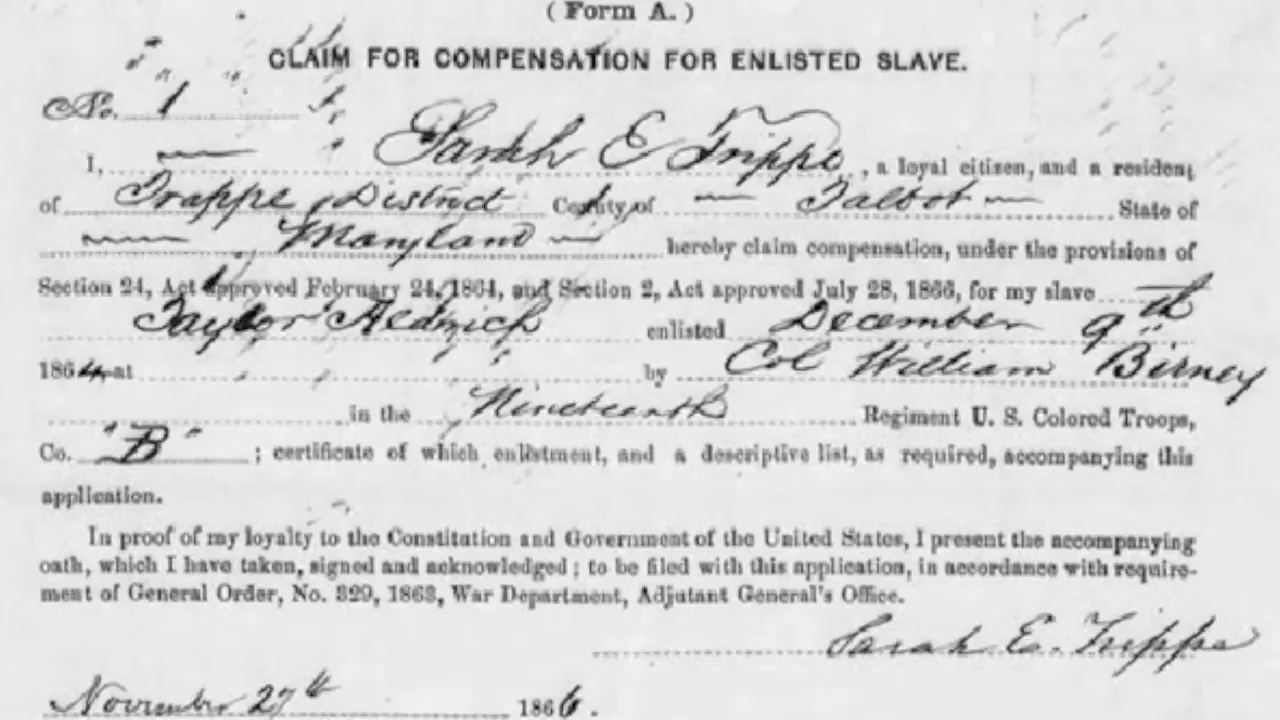 ( Form A. )
CLAIM FOR COMPENSATION FOR ENLISTED SLAVE.
No. 1
I, Sarah E Trippe, a loyal citizen, and a resident
of Trappe District County of Talbot State of
Maryland hereby claim compensation, under the provisions of
Section 24, Act approved February 24, 1864, and Section 2, Act approved July 28, 1866, for my slave
Taylor enlisted December 9th
1864, at by Col William Birney
in the Nineteenth Regiment U. S. Colored Troops,
Co. "B" ; certificate of which enlistment, and a descriptive list, as required, accompanying this
application.
In proof of my loyalty to the Constitution and Government of the United States, I present the accompanying
oath, which I have taken, signed and acknowledged ; to be filed with this application, in accordance with require-
ment of General Order, No. 329, 1863, War Department, Adjutant General's Office.
Sarah E. Trippe
November 27th 1866.